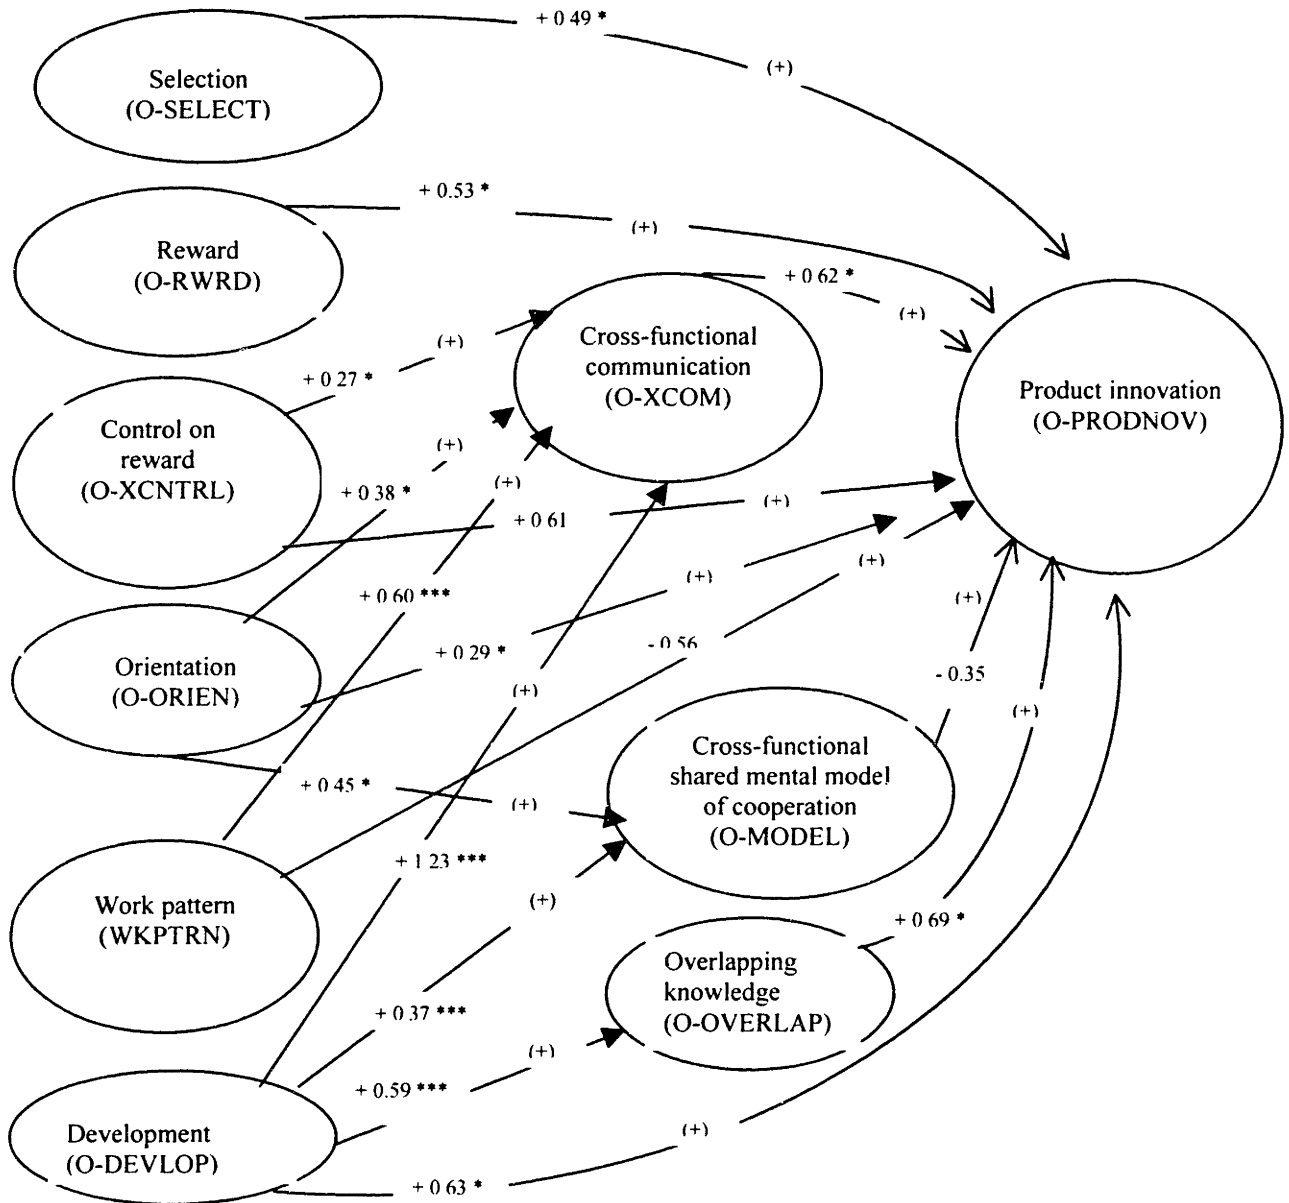 + 0 49 *
(+)
Selection
(O-SELECT)
+ 0.53 *
(+)
Reward
(O-RWRD)
+ 0 62 *
(+)
Cross-functional
communication
(O-XCOM)
(+)
+ 0 27 *
Product innovation
(O-PRODNOV)
Control on
reward
(O-XCNTRL)
(+)
+ 0 38 *
(+)
+ 0 61
(+)
(+)
(+)
(+)
+ 0 60 ***
- 0.56
+ 0 29 *
(+)
- 0.35
(+)
Orientation
(O-ORIEN)
+ 0 45 *
(+)
Cross-functional
shared mental model
of cooperation
(O-MODEL)
+ 1 23 ***
(+)
Work pattern
(WKPTRN)
+ 0 69 *
Overlapping
knowledge
(O-OVERLAP)
+ 0.37 ***
(+)
+ 0.59 ***
Development
(O-DEVLOP)
(+)
+ 0 63 *